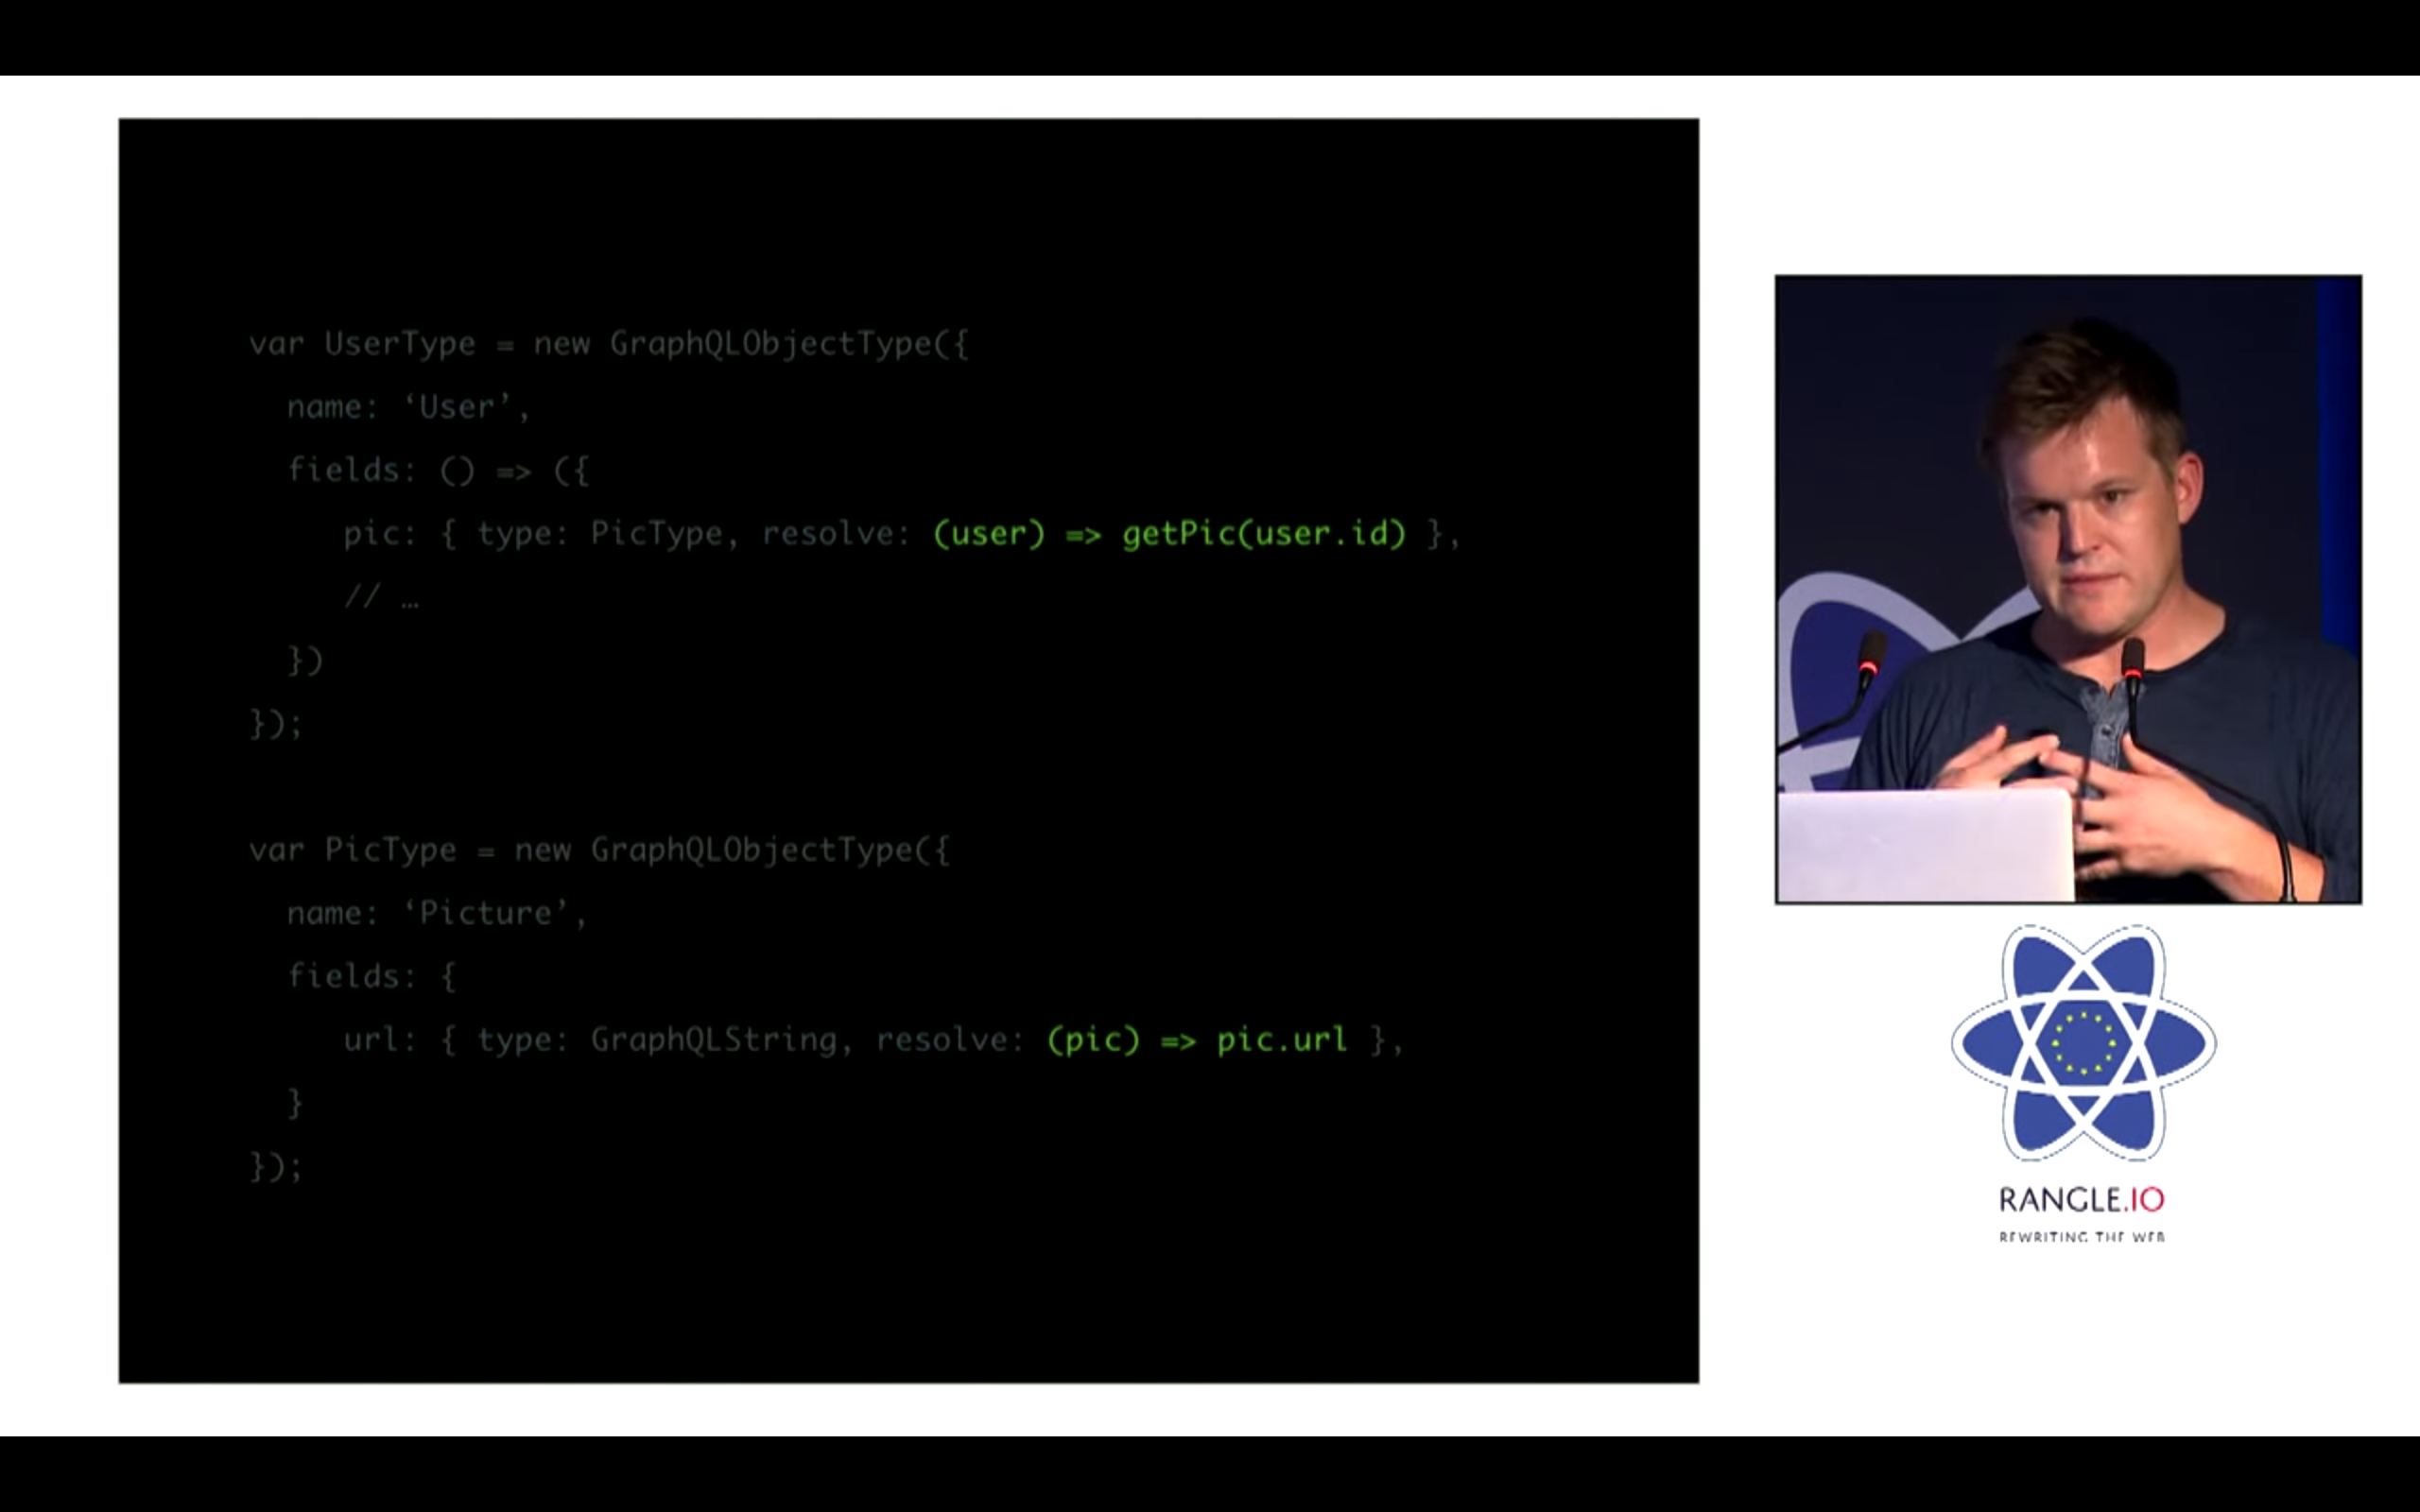 var UserType = new GraphQLObjectType({
name: ‘User’,
fields: () => ({
pic: { type: PicType, resolve: (user) => getPic(user.id) },
// …
})
});
var PicType = new GraphQLObjectType({
name: ‘Picture’,
fields: {
url: { type: GraphQLString, resolve: (pic) => pic.url },
}
});
RANGLE.IO
REWRITING THE WEB